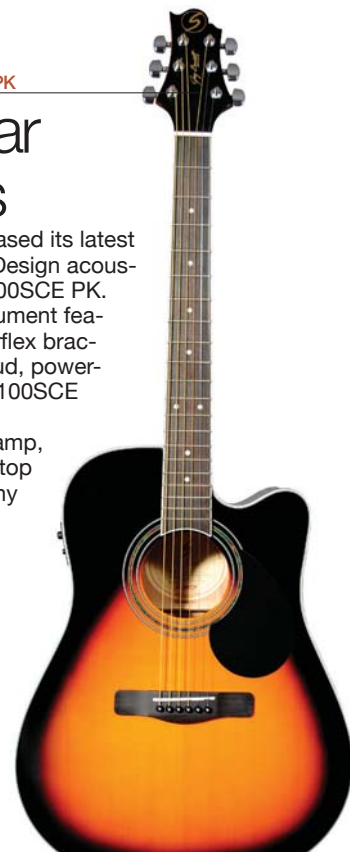 PK
ar
s
ased its latest
Design acous-
00SCE PK.
ument fea-
flex brac-
ud, power-
100SCE
amp,
top
ny
S